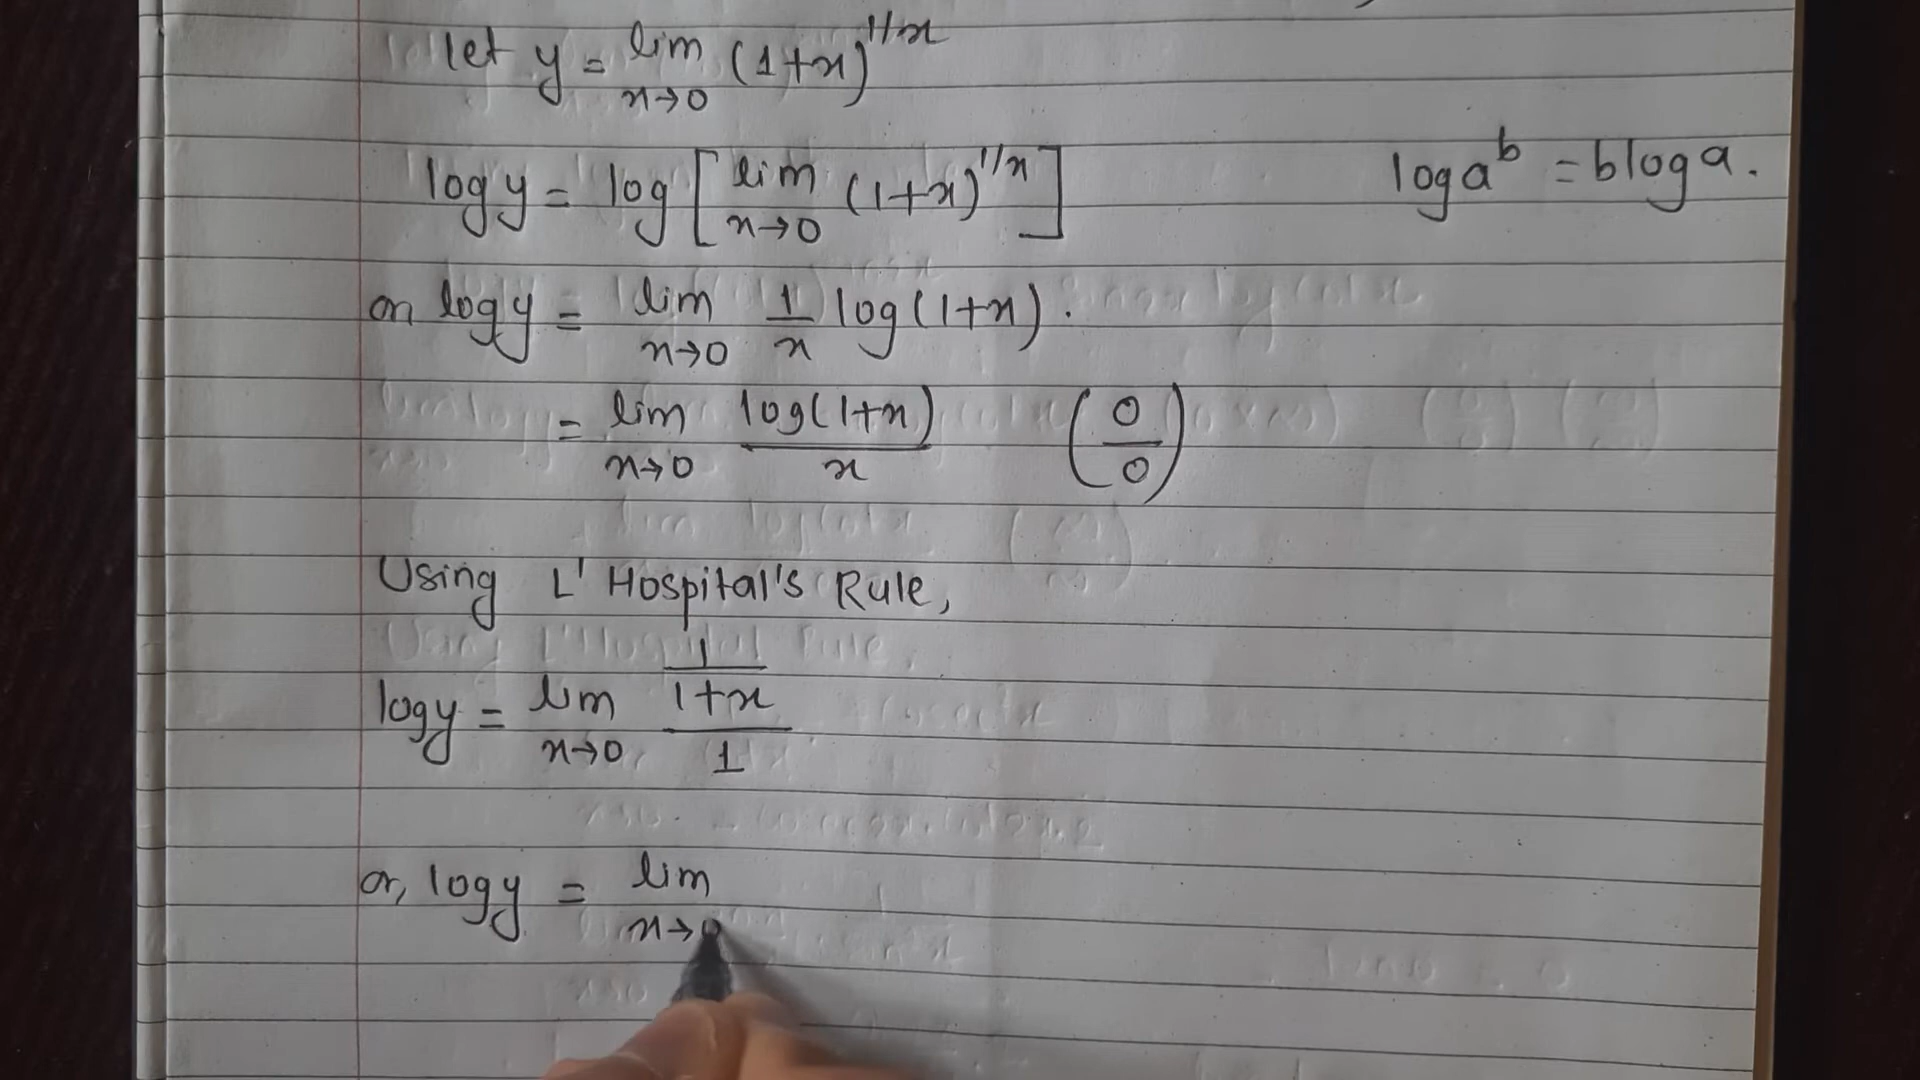 let y = lim x→0 (1+x)^1/x
log y = log [ lim x→0 (1+x)^1/x ] log a^b = b log a.
or log y = lim x→0 1/x log(1+x).
= lim x→0 log(1+x)/x (0/0)
Using L' Hospital's Rule,
log y = lim x→0 (1/(1+x))/1
or, log y = lim x→0